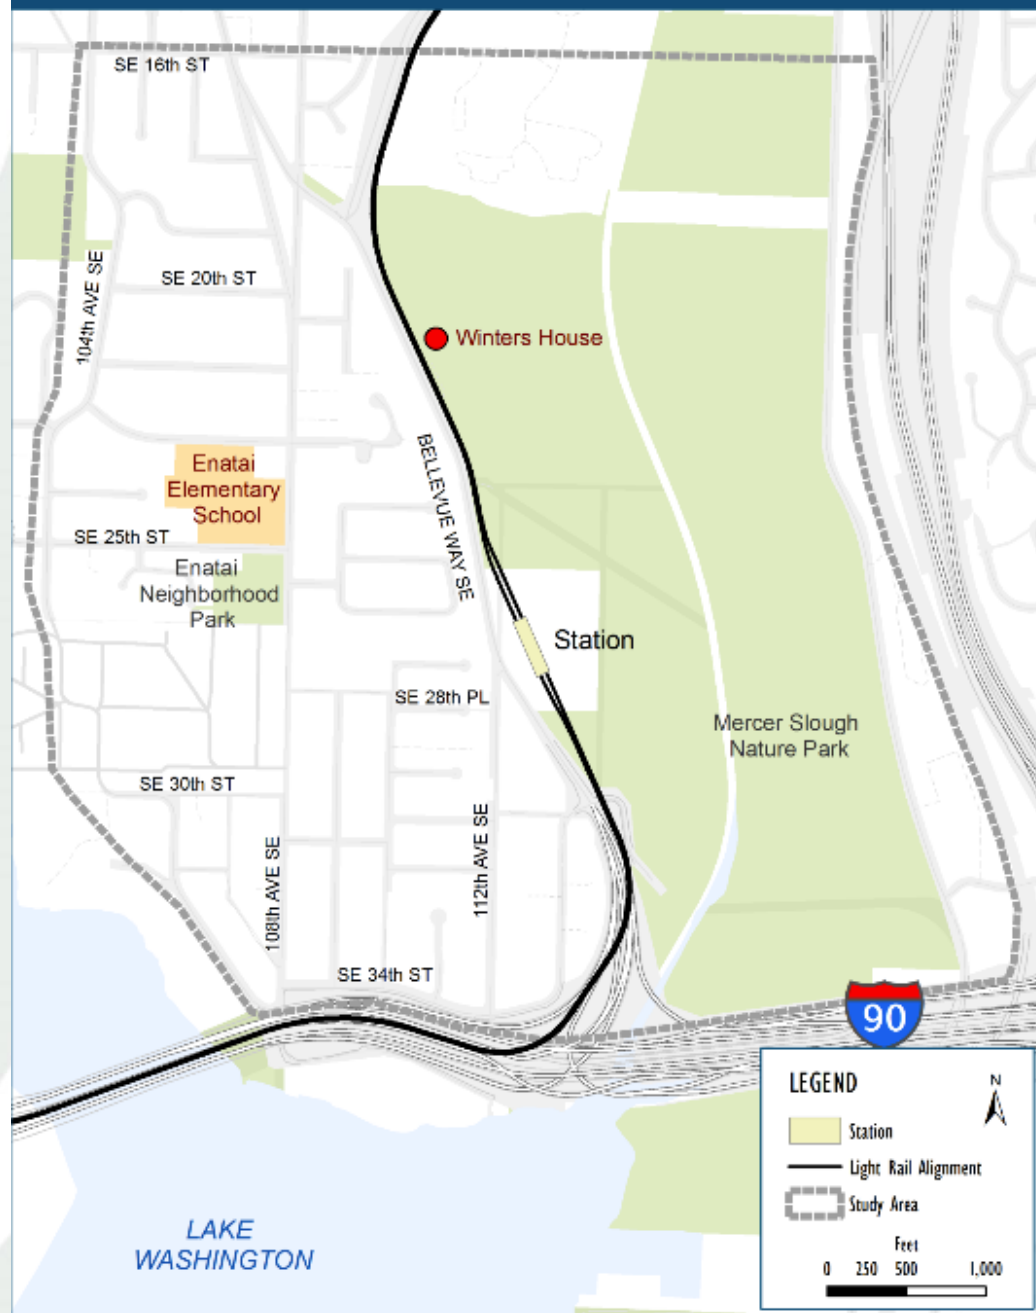 SE 16th ST
SE 20th ST
104th AVE SE
Winters House
BELLEVUE WAY SE
Enatai
Elementary
School
SE 25th ST
Enatai
Neighborhood
Park
Station
SE 28th PL
Mercer Slough
Nature Park
SE 30th ST
112th AVE SE
108th AVE SE
SE 34th ST
90
LAKE
WASHINGTON
LEGEND
N
Station
Light Rail Alignment
Study Area
Feet
0 250 500 1,000